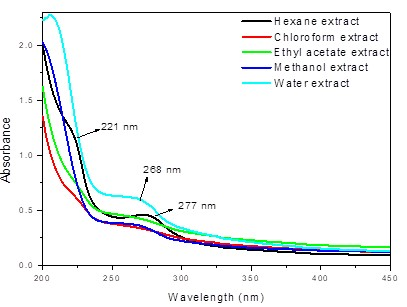 Hexane extract
Chloroform extract
Ethyl acetate extract
Methanol extract
Water extract
221 nm
268 nm
277 nm
Absorbance
2.0
1.5
1.0
0.5
0.0
200 250 300 350 400 450
Wavelength (nm)